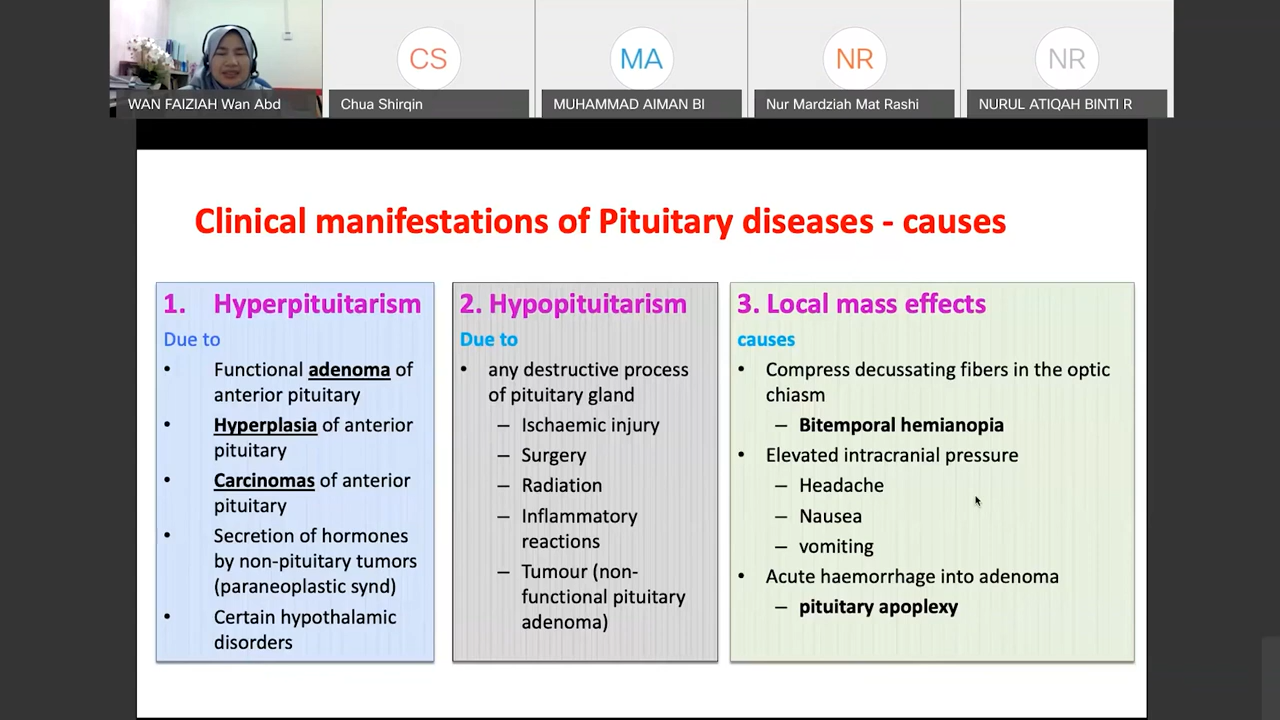 CS
MA
NR
NR
WAN FAIZIAH Wan Abd
Chua Shirqin
MUHAMMAD AIMAN BI
Nur Mardziah Mat Rashi
NURUL ATIQAH BINTI R
Clinical manifestations of Pituitary diseases - causes
1. Hyperpituitarism
Due to
• Functional adenoma of
anterior pituitary
• Hyperplasia of anterior
pituitary
• Carcinomas of anterior
pituitary
• Secretion of hormones
by non-pituitary tumors
(paraneoplastic synd)
• Certain hypothalamic
disorders
2. Hypopituitarism
Due to
• any destructive process
of pituitary gland
– Ischaemic injury
– Surgery
– Radiation
– Inflammatory
reactions
– Tumour (non-
functional pituitary
adenoma)
3. Local mass effects
causes
• Compress decussating fibers in the optic
chiasm
– Bitemporal hemianopia
• Elevated intracranial pressure
– Headache
– Nausea
– vomiting
• Acute haemorrhage into adenoma
– pituitary apoplexy